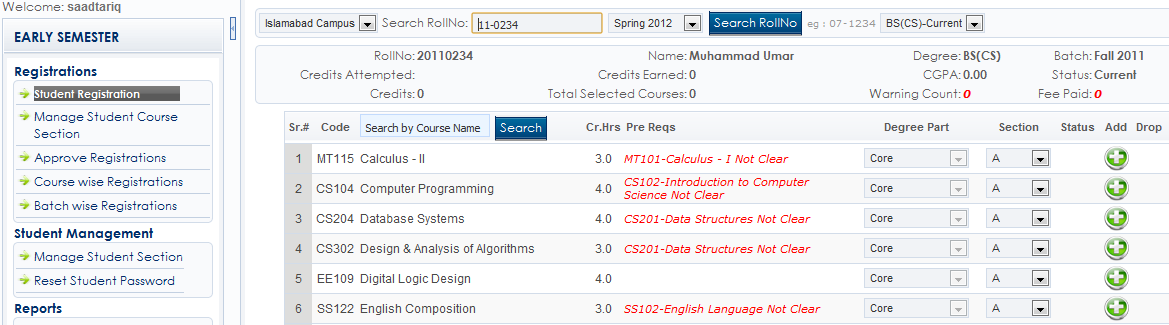 Welcome: saadtariq
EARLY SEMESTER
Registrations
Student Registration
Manage Student Course
Section
Approve Registrations
Course wise Registrations
Batch wise Registrations
Student Management
Manage Student Section
Reset Student Password
Reports
Islamabad Campus Search RollNo: 11-0234 Spring 2012 Search RollNo eg : 07-1234 BS(CS)-Current
RollNo: 20110234 Name: Muhammad Umar Degree: BS(CS) Batch: Fall 2011
Credits Attempted: Credits Earned: 0 CGPA: 0.00 Status: Current
Credits: 0 Total Selected Courses: 0 Warning Count: 0 Fee Paid: 0
Sr.# Code Search by Course Name Search Cr.Hrs Pre Reqs Degree Part Section Status Add Drop
1 MT115 Calculus - II 3.0 MT101-Calculus - I Not Clear Core A
2 CS104 Computer Programming 4.0 CS102-Introduction to Computer
Science Not Clear Core A
3 CS204 Database Systems 4.0 CS201-Data Structures Not Clear Core A
4 CS302 Design & Analysis of Algorithms 3.0 CS201-Data Structures Not Clear Core A
5 EE109 Digital Logic Design 4.0 Core A
6 SS122 English Composition 3.0 SS102-English Language Not Clear Core A